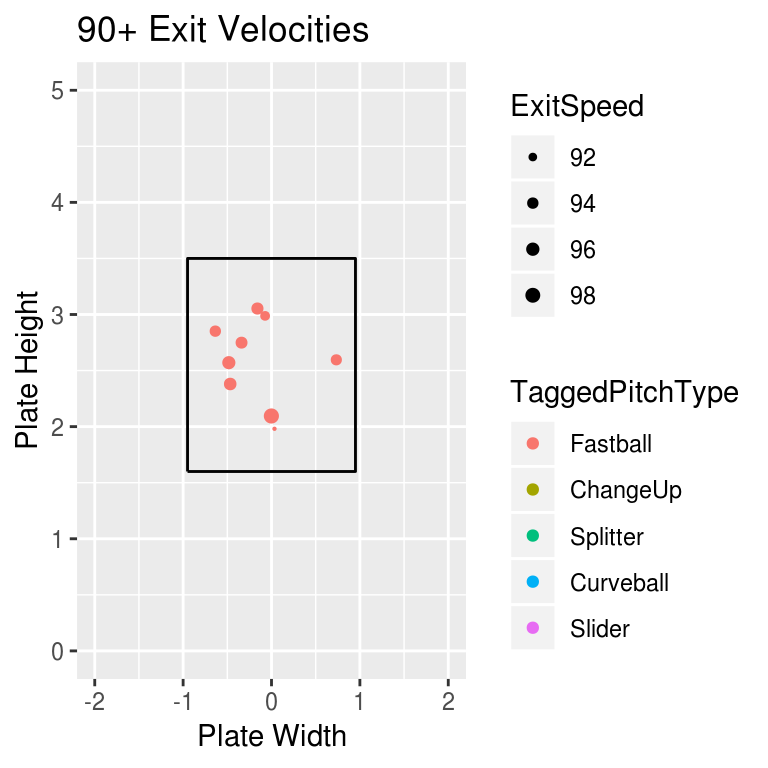 90+ Exit Velocities
5
4
3
2
1
0
Plate Height
-2 -1 0 1 2
Plate Width
ExitSpeed
92
94
96
98
TaggedPitchType
Fastball
ChangeUp
Splitter
Curveball
Slider